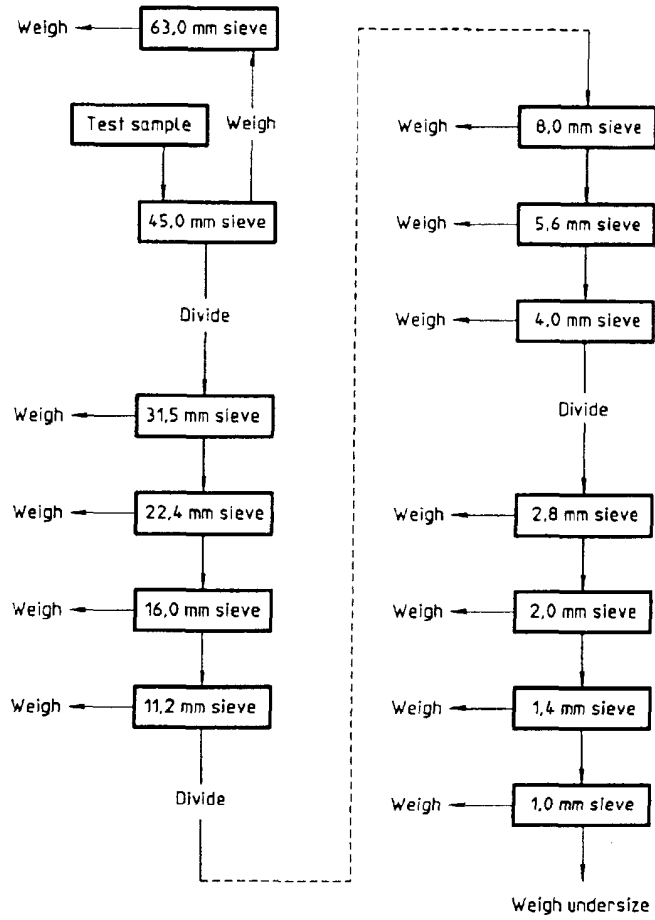 Weigh
63,0 mm sieve
Test sample
Weigh
45,0 mm sieve
Divide
Weigh
31,5 mm sieve
Weigh
22,4 mm sieve
Weigh
16,0 mm sieve
Weigh
11,2 mm sieve
Divide
Weigh
8,0 mm sieve
Weigh
5,6 mm sieve
Weigh
4,0 mm sieve
Divide
Weigh
2,8 mm sieve
Weigh
2,0 mm sieve
Weigh
1,4 mm sieve
Weigh
1,0 mm sieve
Weigh undersize